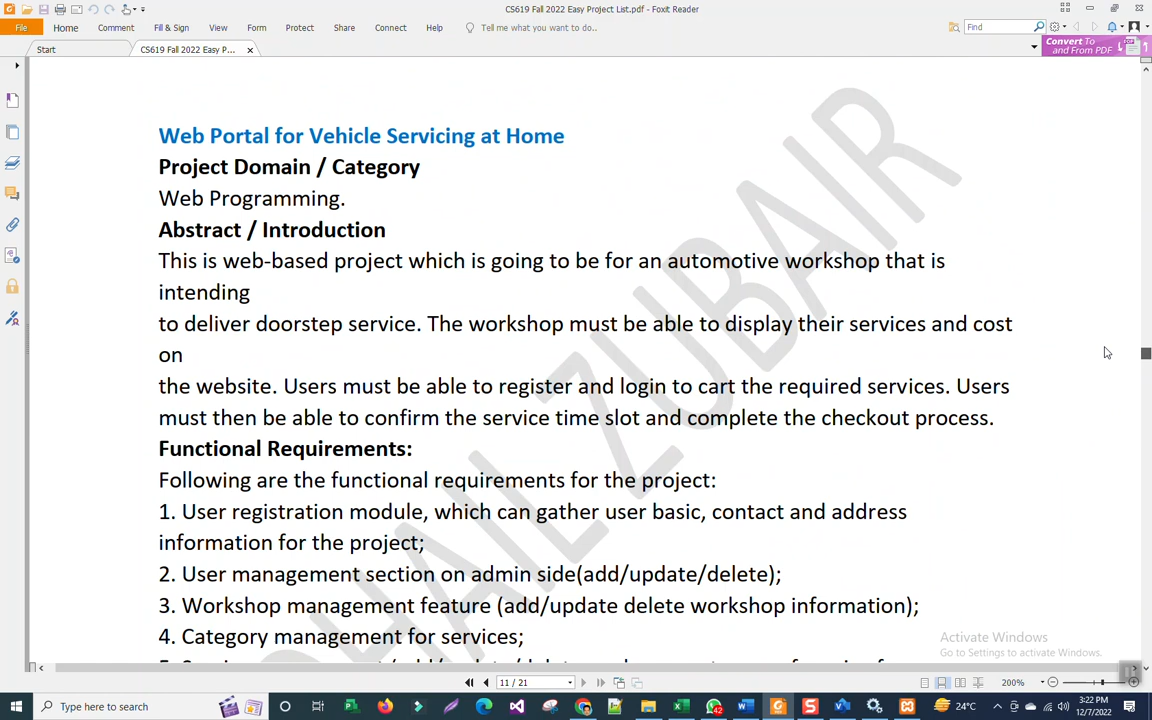 CS619 Fall 2022 Easy Project List.pdf - Foxit Reader
File Home Comment Fill & Sign View Form Protect Share Connect Help Tell me what you want to do.. Find
Start CS619 Fall 2022 Easy P...
Convert To
and From PDF
Web Portal for Vehicle Servicing at Home
Project Domain / Category
Web Programming.
Abstract / Introduction
This is web-based project which is going to be for an automotive workshop that is
intending
to deliver doorstep service. The workshop must be able to display their services and cost
on
the website. Users must be able to register and login to cart the required services. Users
must then be able to confirm the service time slot and complete the checkout process.
Functional Requirements:
Following are the functional requirements for the project:
1. User registration module, which can gather user basic, contact and address
information for the project;
2. User management section on admin side(add/update/delete);
3. Workshop management feature (add/update delete workshop information);
4. Category management for services;
OHAIL ZUBAIR
Activate Windows
Go to Settings to activate Windows.
11 / 21 200%
Type here to search 42 24°C 3:22 PM
12/7/2022